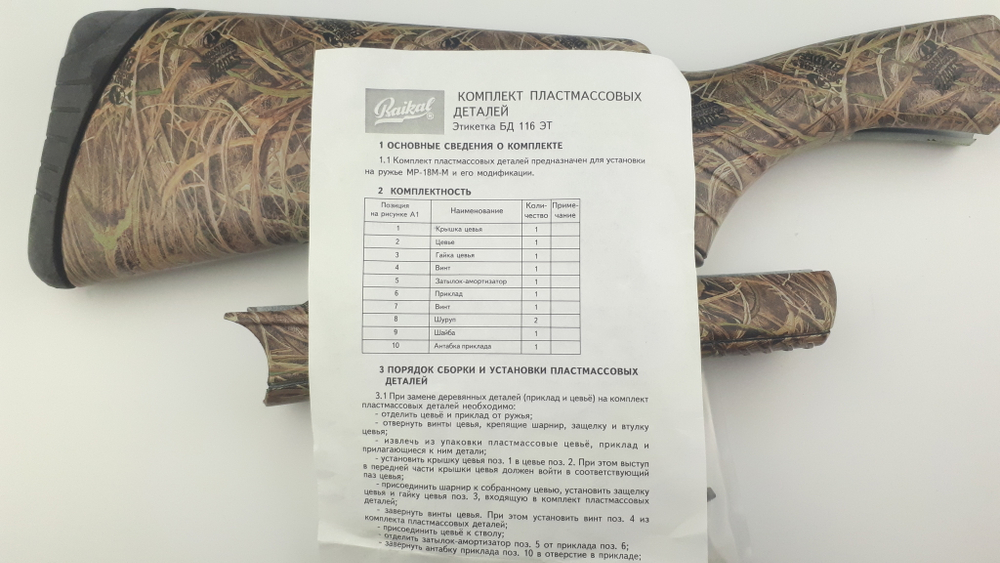 Baikal ®
КОМПЛЕКТ ПЛАСТМАССОВЫХ
ДЕТАЛЕЙ
Этикетка БД 116 ЭТ
1 ОСНОВНЫЕ СВЕДЕНИЯ О КОМПЛЕКТЕ
1.1 Комплект пластмассовых деталей предназначен для установки
на ружье МР-18М-М и его модификации.
2 КОМПЛЕКТНОСТЬ
Позиция на рисунке А1 Наименование Коли-чество Приме-чание
1 Крышка цевья 1
2 Цевье 1
3 Гайка цевья 1
4 Винт 1
5 Затылок-амортизатор 1
6 Приклад 1
7 Винт 1
8 Шуруп 2
9 Шайба 1
10 Антабка приклада 1
3 ПОРЯДОК СБОРКИ И УСТАНОВКИ ПЛАСТМАССОВЫХ
ДЕТАЛЕЙ
3.1 При замене деревянных деталей (приклад и цевьё) на комплект
пластмассовых деталей необходимо:
- отделить цевьё и приклад от ружья;
- отвернуть винты цевья, крепящие шарнир, защелку и втулку
цевья;
- извлечь из упаковки пластмассовые цевьё, приклад и
прилагающиеся к ним детали;
- установить крышку цевья поз. 1 в цевье поз. 2. При этом выступ
в передней части крышки цевья должен войти в соответствующий
паз цевья;
- присоединить шарнир к собранному цевью, установить защелку
цевья и гайку цевья поз. 3, входящую в комплект пластмассовых
деталей;
- завернуть винты цевья. При этом установить винт поз. 4 из
комплекта пластмассовых деталей;
- присоединить цевьё к стволу;
- отделить затылок-амортизатор поз. 5 от приклада поз. 6;
- завернуть антабку приклада поз. 10 в отверстие в прикладе;